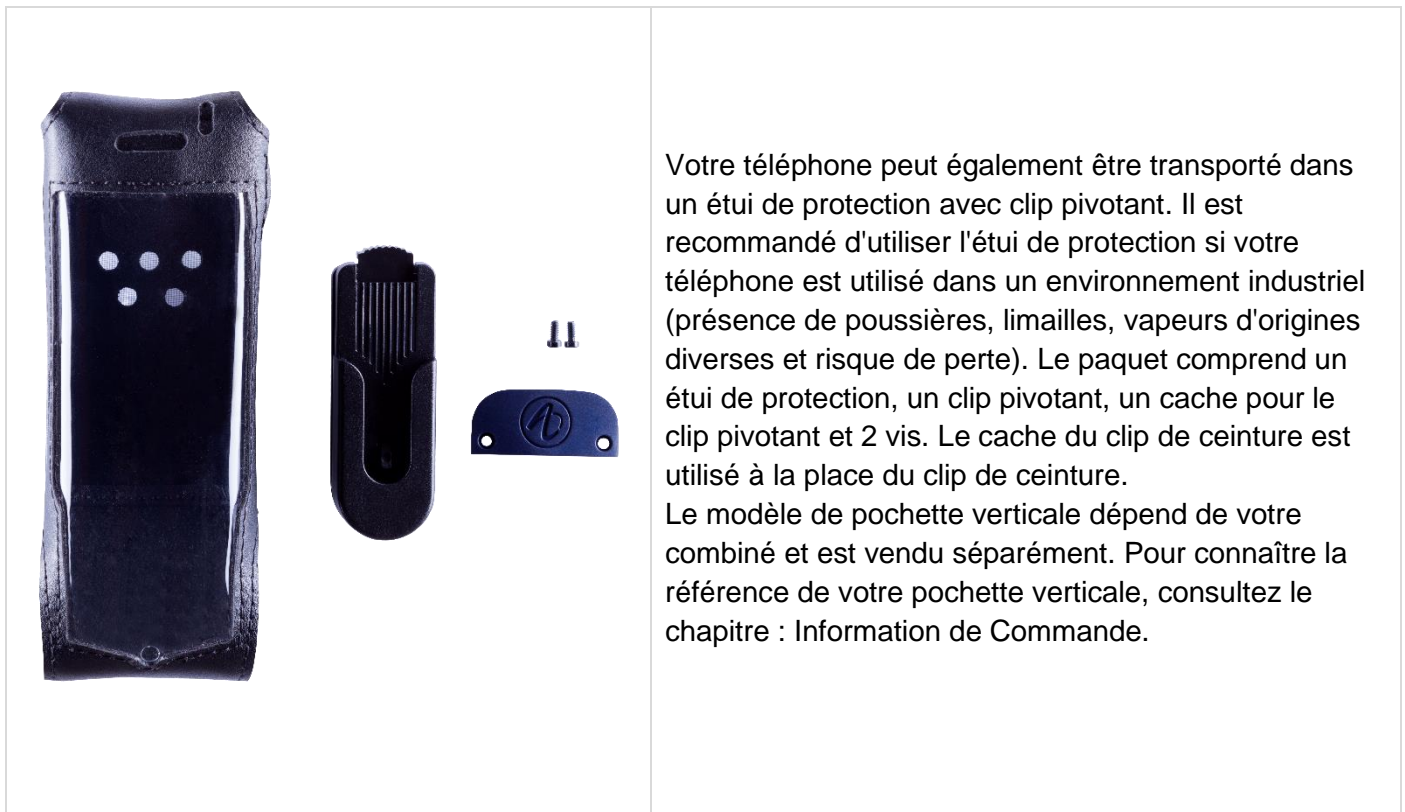 Votre téléphone peut également être transporté dans
un étui de protection avec clip pivotant. Il est
recommandé d'utiliser l'étui de protection si votre
téléphone est utilisé dans un environnement industriel
(présence de poussières, limailles, vapeurs d'origines
diverses et risque de perte). Le paquet comprend un
étui de protection, un clip pivotant, un cache pour le
clip pivotant et 2 vis. Le cache du clip de ceinture est
utilisé à la place du clip de ceinture.
Le modèle de pochette verticale dépend de votre
combiné et est vendu séparément. Pour connaître la
référence de votre pochette verticale, consultez le
chapitre : Information de Commande.